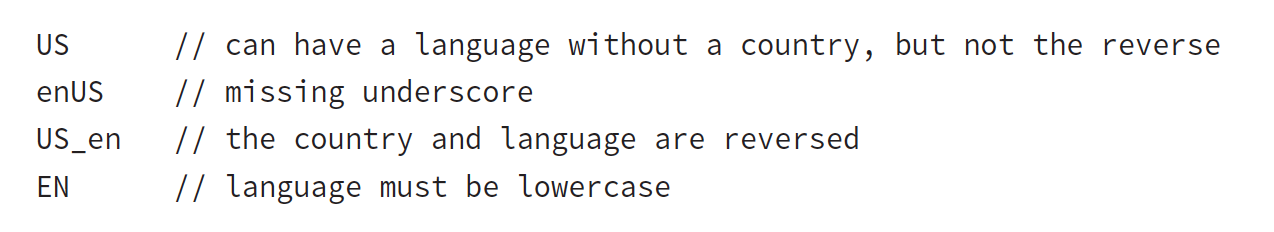 US      // can have a language without a country, but not the reverse
enUS    // missing underscore
US_en   // the country and language are reversed
EN      // language must be lowercase